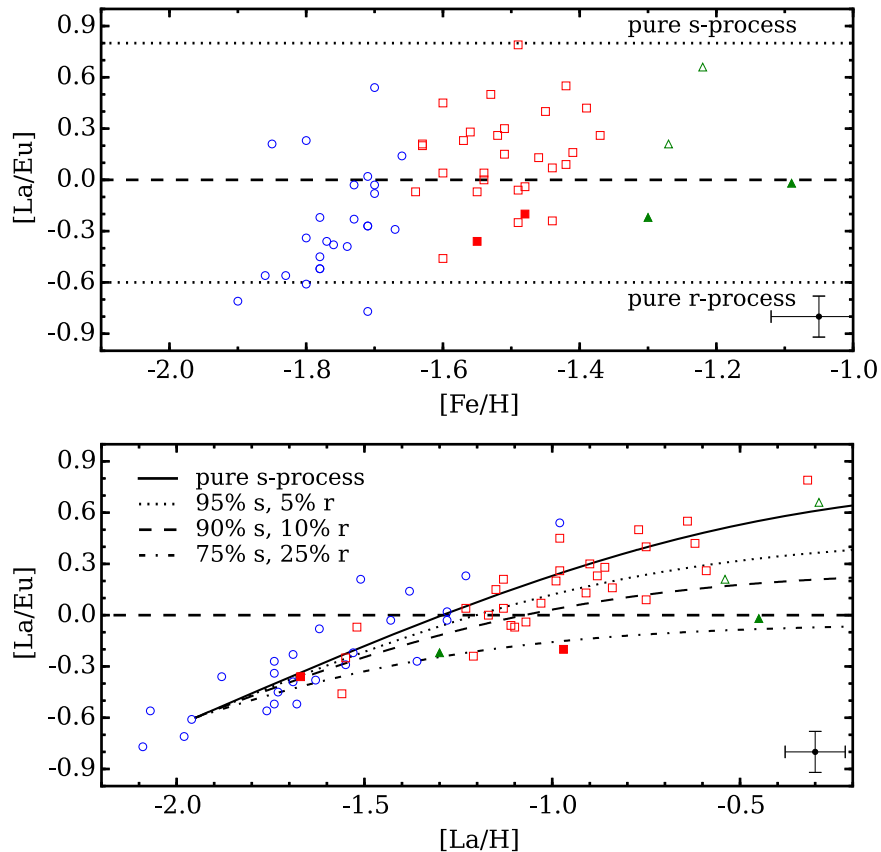 0.9
pure s-process
0.6
0.3
[La/Eu]
0.0
-0.3
-0.6
pure r-process
-0.9
-2.0 -1.8 -1.6 -1.4 -1.2 -1.0
[Fe/H]
0.9
pure s-process
95% s, 5% r
0.6
90% s, 10% r
75% s, 25% r
0.3
[La/Eu]
0.0
-0.3
-0.6
-0.9
-2.0 -1.5 -1.0 -0.5
[La/H]